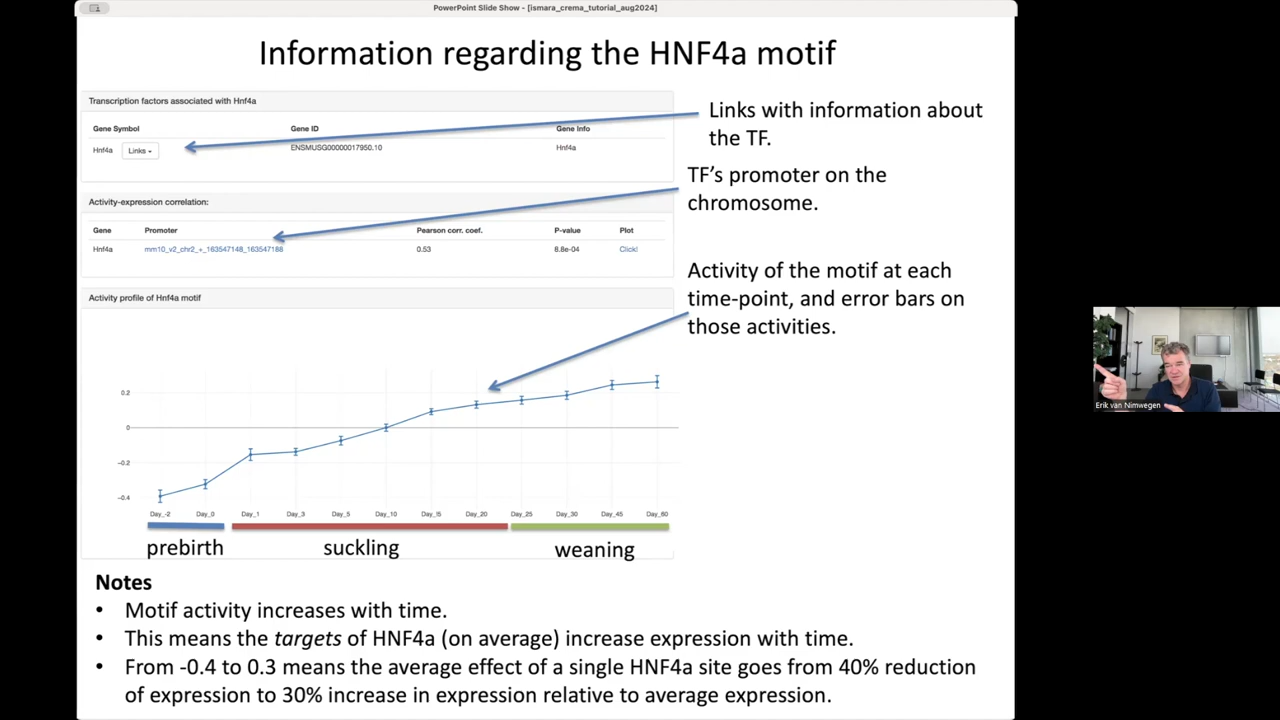 PowerPoint Slide Show - [ismara_crema_tutorial_aug2024]
Information regarding the HNF4a motif
Transcription factors associated with Hnf4a
Gene Symbol Gene ID Gene Info
Hnf4a Links ENSMUSG00000017950.10 Hnf4a
Links with information about
the TF.
TF's promoter on the
chromosome.
Activity-expression correlation:
Gene Promoter Pearson corr. coef. P-value Plot
Hnf4a mm10_v2_chr2_+_163547148_163547188 0.53 8.8e-04 Click!
Activity of the motif at each
time-point, and error bars on
those activities.
Activity profile of Hnf4a motif
0.2
0
-0.2
-0.4
Day_-2 Day_0 Day_1 Day_3 Day_5 Day_10 Day_15 Day_20 Day_25 Day_30 Day_45 Day_60
prebirth suckling weaning
Erik van Nimwegen
Notes
• Motif activity increases with time.
• This means the targets of HNF4a (on average) increase expression with time.
• From -0.4 to 0.3 means the average effect of a single HNF4a site goes from 40% reduction
of expression to 30% increase in expression relative to average expression.